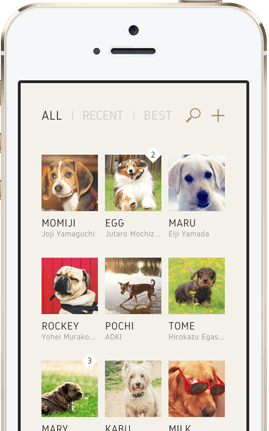 ALL | RECENT | BEST
2
MOMIJI EGG MARU
Joji Yamaguchi Jutaro Mochiz... Eiji Yamada
ROCKEY POCHI TOME
Yohei Murako... AOKI Hirokazu Egas...
3
MARY KABU MILK